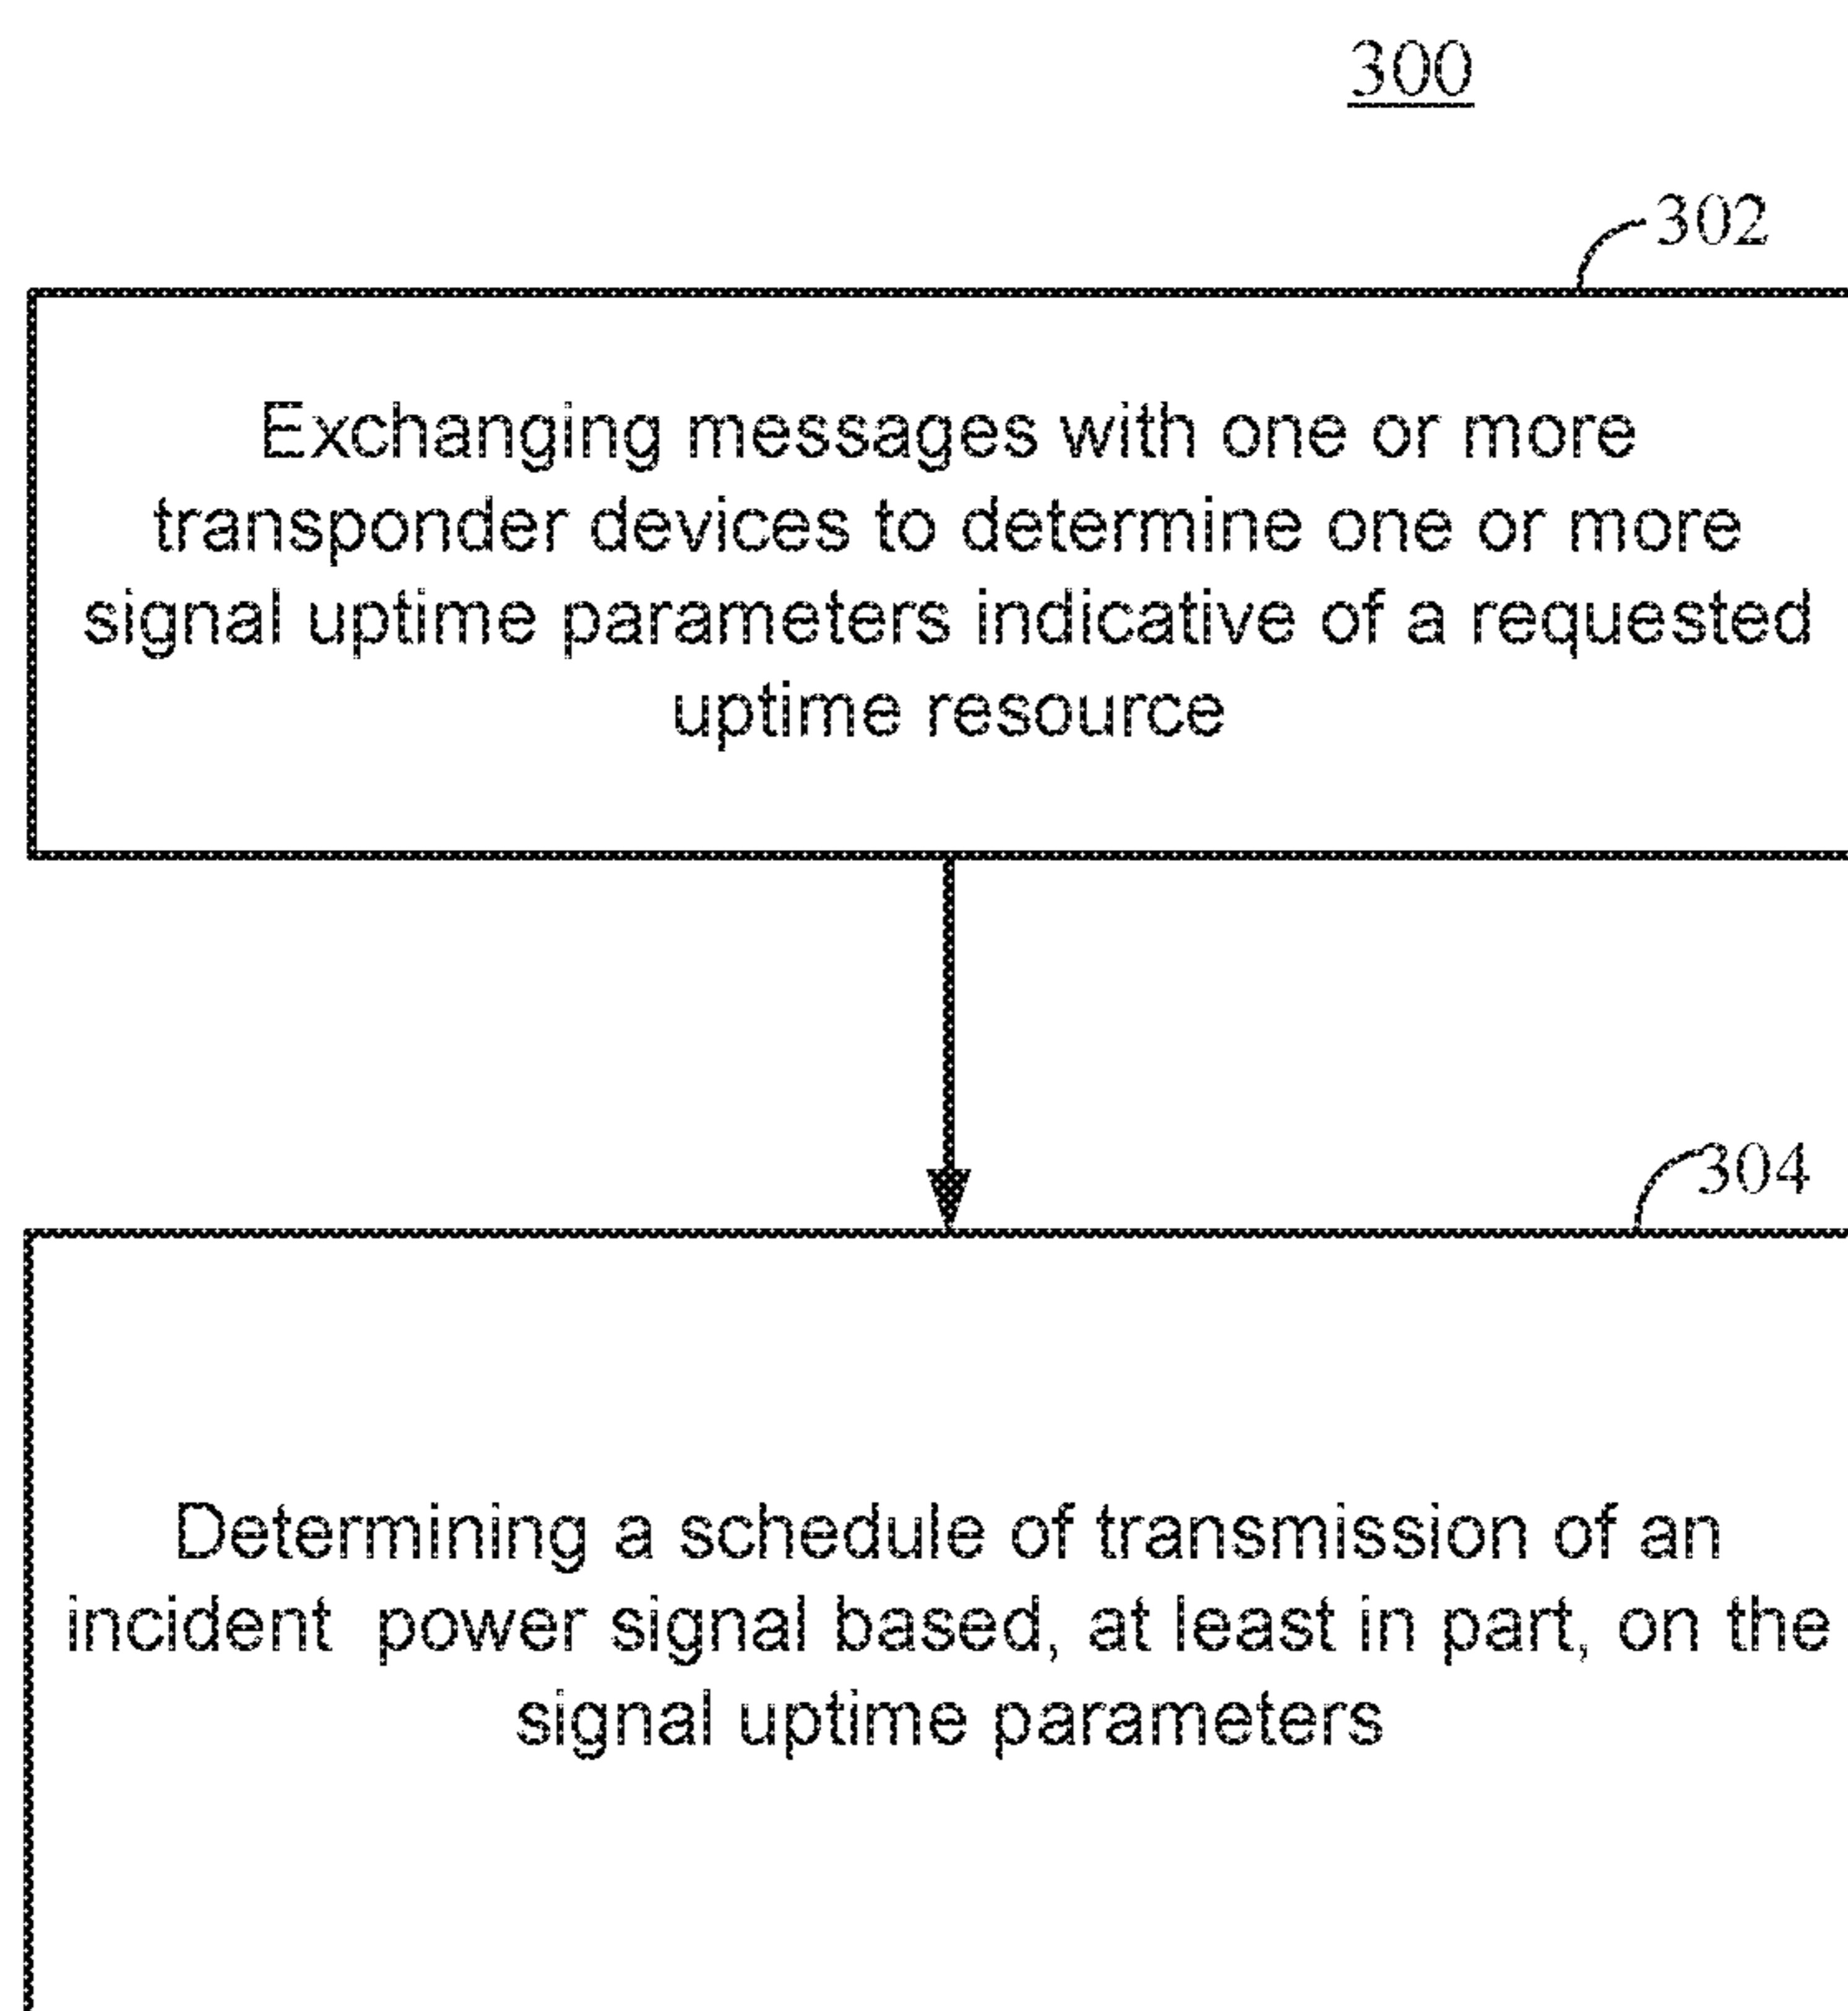 300
302
Exchanging messages with one or more
transponder devices to determine one or more
signal uptime parameters indicative of a requested
uptime resource
304
Determining a schedule of transmission of an
incident power signal based, at least in part, on the
signal uptime parameters